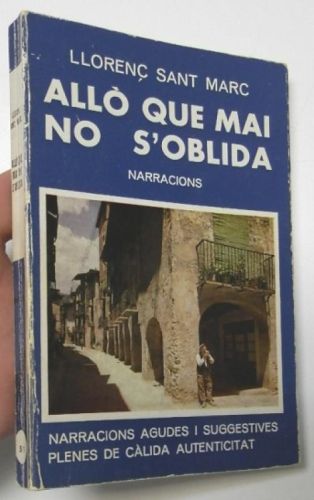 LLORENÇ SANT MARC
ALLÒ QUE MAI
NO S'OBLIDA
NARRACIONS
NARRACIONS AGUDES I SUGGESTIVES
PLENES DE CÀLIDA AUTENTICITAT